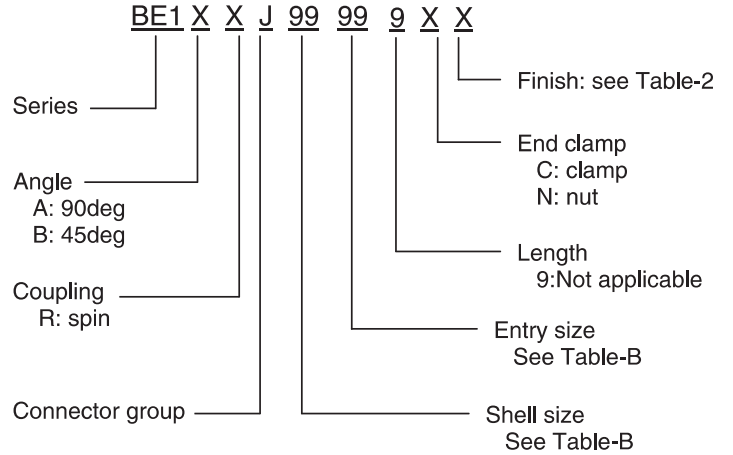 BE1 X X J 99 99 9 X X
Series
Angle
A: 90deg
B: 45deg
Coupling
R: spin
Connector group
Finish: see Table-2
End clamp
C: clamp
N: nut
Length
9:Not applicable
Entry size
See Table-B
Shell size
See Table-B